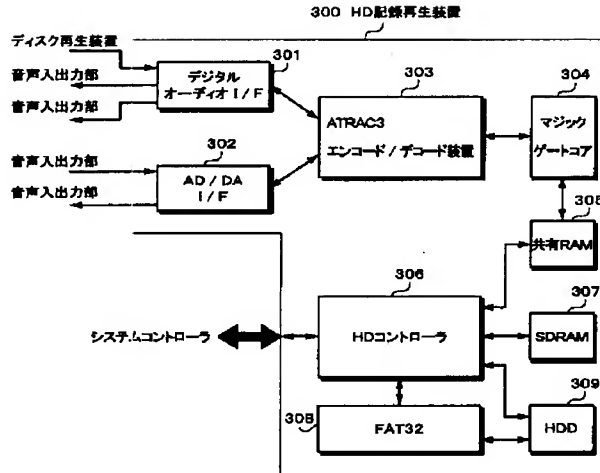 300 HD記録再生装置
ディスク再生装置
音声入出力部
音声入出力部
301
デジタル
オーディオI/F
303
ATRAC3
エンコード/デコード装置
304
マジック
ゲートコア
音声入出力部
音声入出力部
302
AD/DA
I/F
305
共有RAM
306
HDコントローラ
307
SDRAM
システムコントローラ
308
FAT32
309
HDD